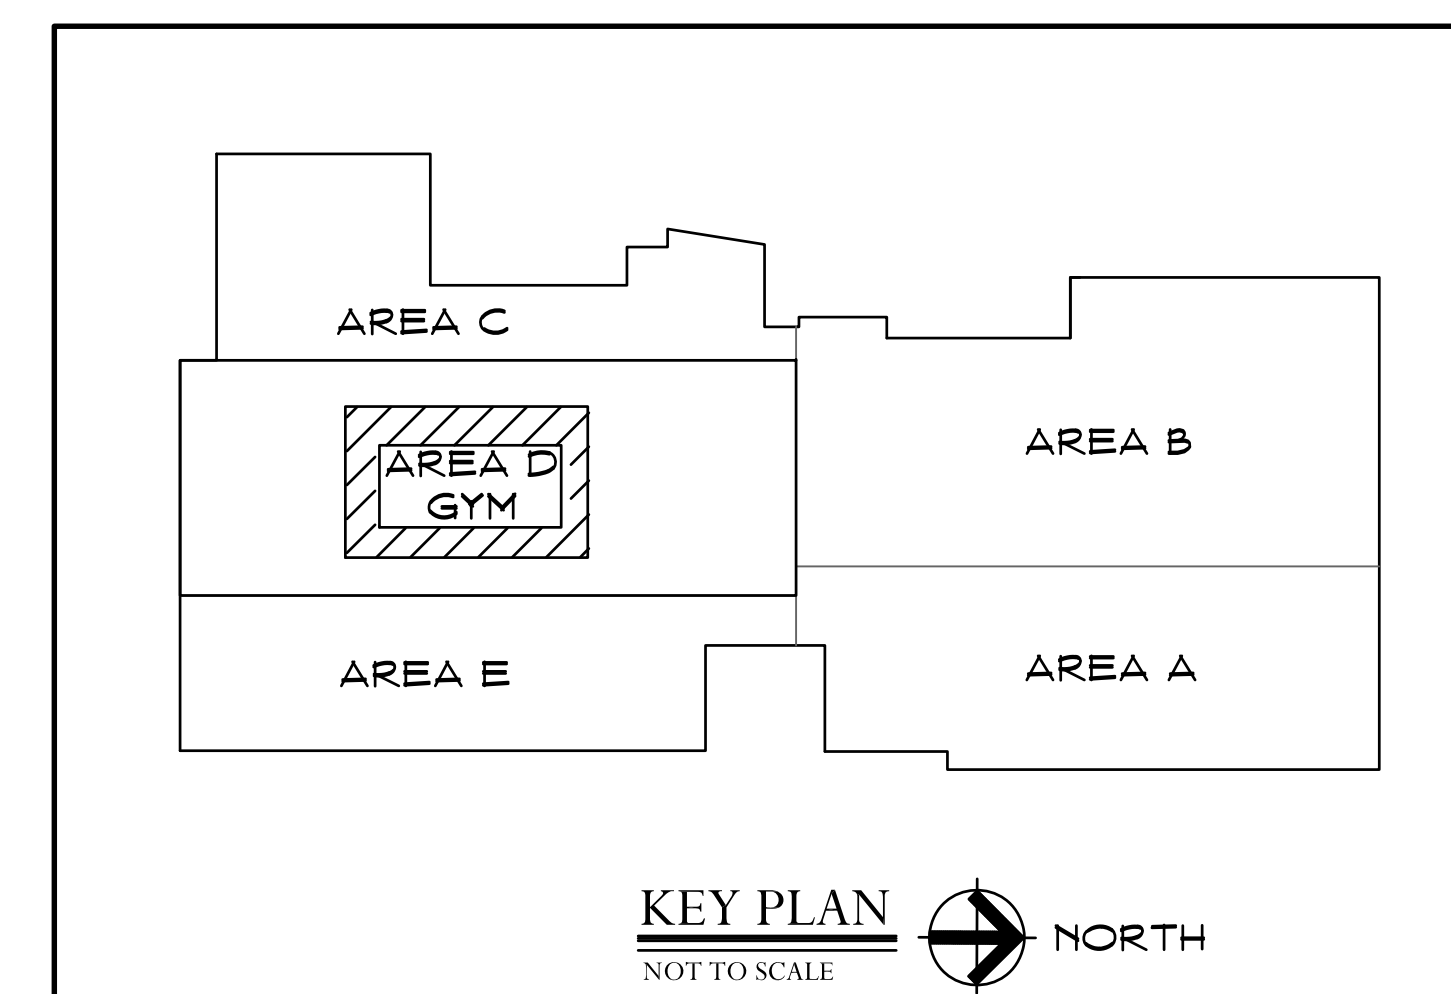 AREA C
AREA B
AREA D
GYM
AREA E
AREA A
KEY PLAN
NOT TO SCALE
NORTH